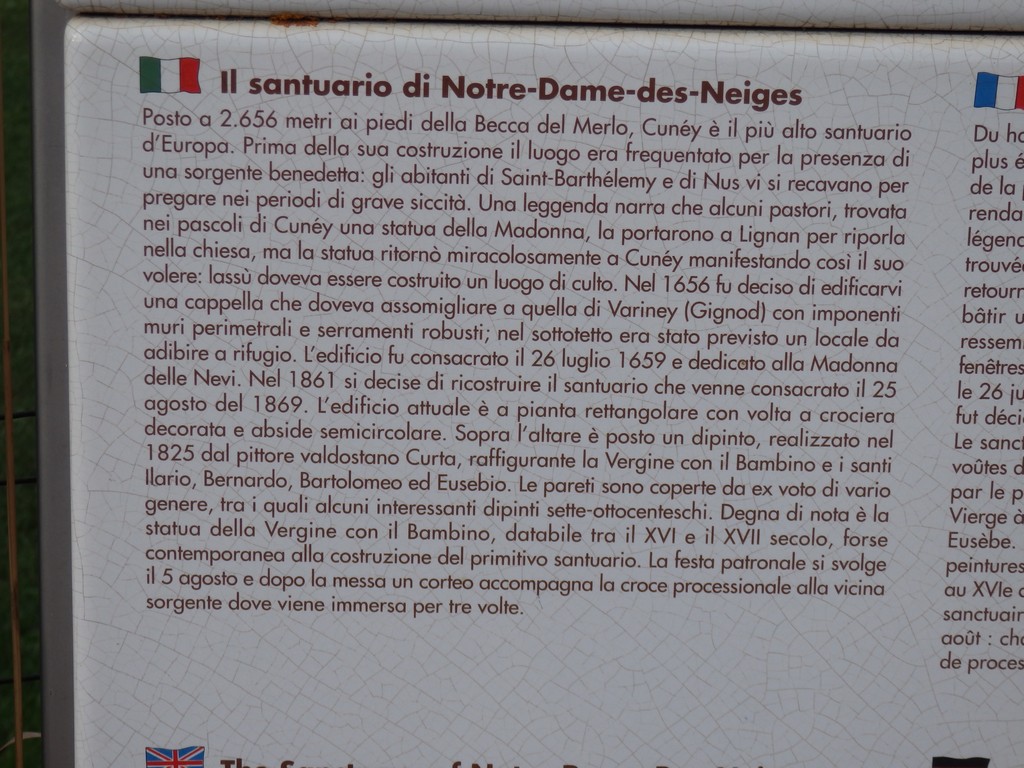 Il santuario di Notre-Dame-des-Neiges
Posto a 2.656 metri ai piedi della Becca del Merlo, Cunéy è il più alto santuario
d'Europa. Prima della sua costruzione il luogo era frequentato per la presenza di
una sorgente benedetta: gli abitanti di Saint-Barthélemy e di Nus vi si recavano per
pregare nei periodi di grave siccità. Una leggenda narra che alcuni pastori, trovata
nei pascoli di Cunéy una statua della Madonna, la portarono a Lignan per riporla
nella chiesa, ma la statua ritornò miracolosamente a Cunéy manifestando così il suo
volere: lassù doveva essere costruito un luogo di culto. Nel 1656 fu deciso di edificarvi
una cappella che doveva assomigliare a quella di Variney (Gignod) con imponenti
muri perimetrali e serramenti robusti; nel sottotetto era stato previsto un locale da
adibire a rifugio. L'edificio fu consacrato il 26 luglio 1659 e dedicato alla Madonna
delle Nevi. Nel 1861 si decise di ricostruire il santuario che venne consacrato il 25
agosto del 1869. L'edificio attuale è a pianta rettangolare con volta a crociera
decorata e abside semicircolare. Sopra l'altare è posto un dipinto, realizzato nel
1825 dal pittore valdostano Curta, raffigurante la Vergine con il Bambino e i santi
Ilario, Bernardo, Bartolomeo ed Eusebio. Le pareti sono coperte da ex voto di vario
genere, tra i quali alcuni interessanti dipinti sette-ottocenteschi. Degna di nota è la
statua della Vergine con il Bambino, databile tra il XVI e il XVII secolo, forse
contemporanea alla costruzione del primitivo santuario. La festa patronale si svolge
il 5 agosto e dopo la messa un corteo accompagna la croce processionale alla vicina
sorgente dove viene immersa per tre volte.
Du
plus
de la
renda
légen
trouvé
retour
bâtir
ressem
fenêtres
le 26
fut déci
Le sanc
voûtes
par le
Vierge à
Eusèbe.
peintures
au XVIe
sanctuair
août :
de proces